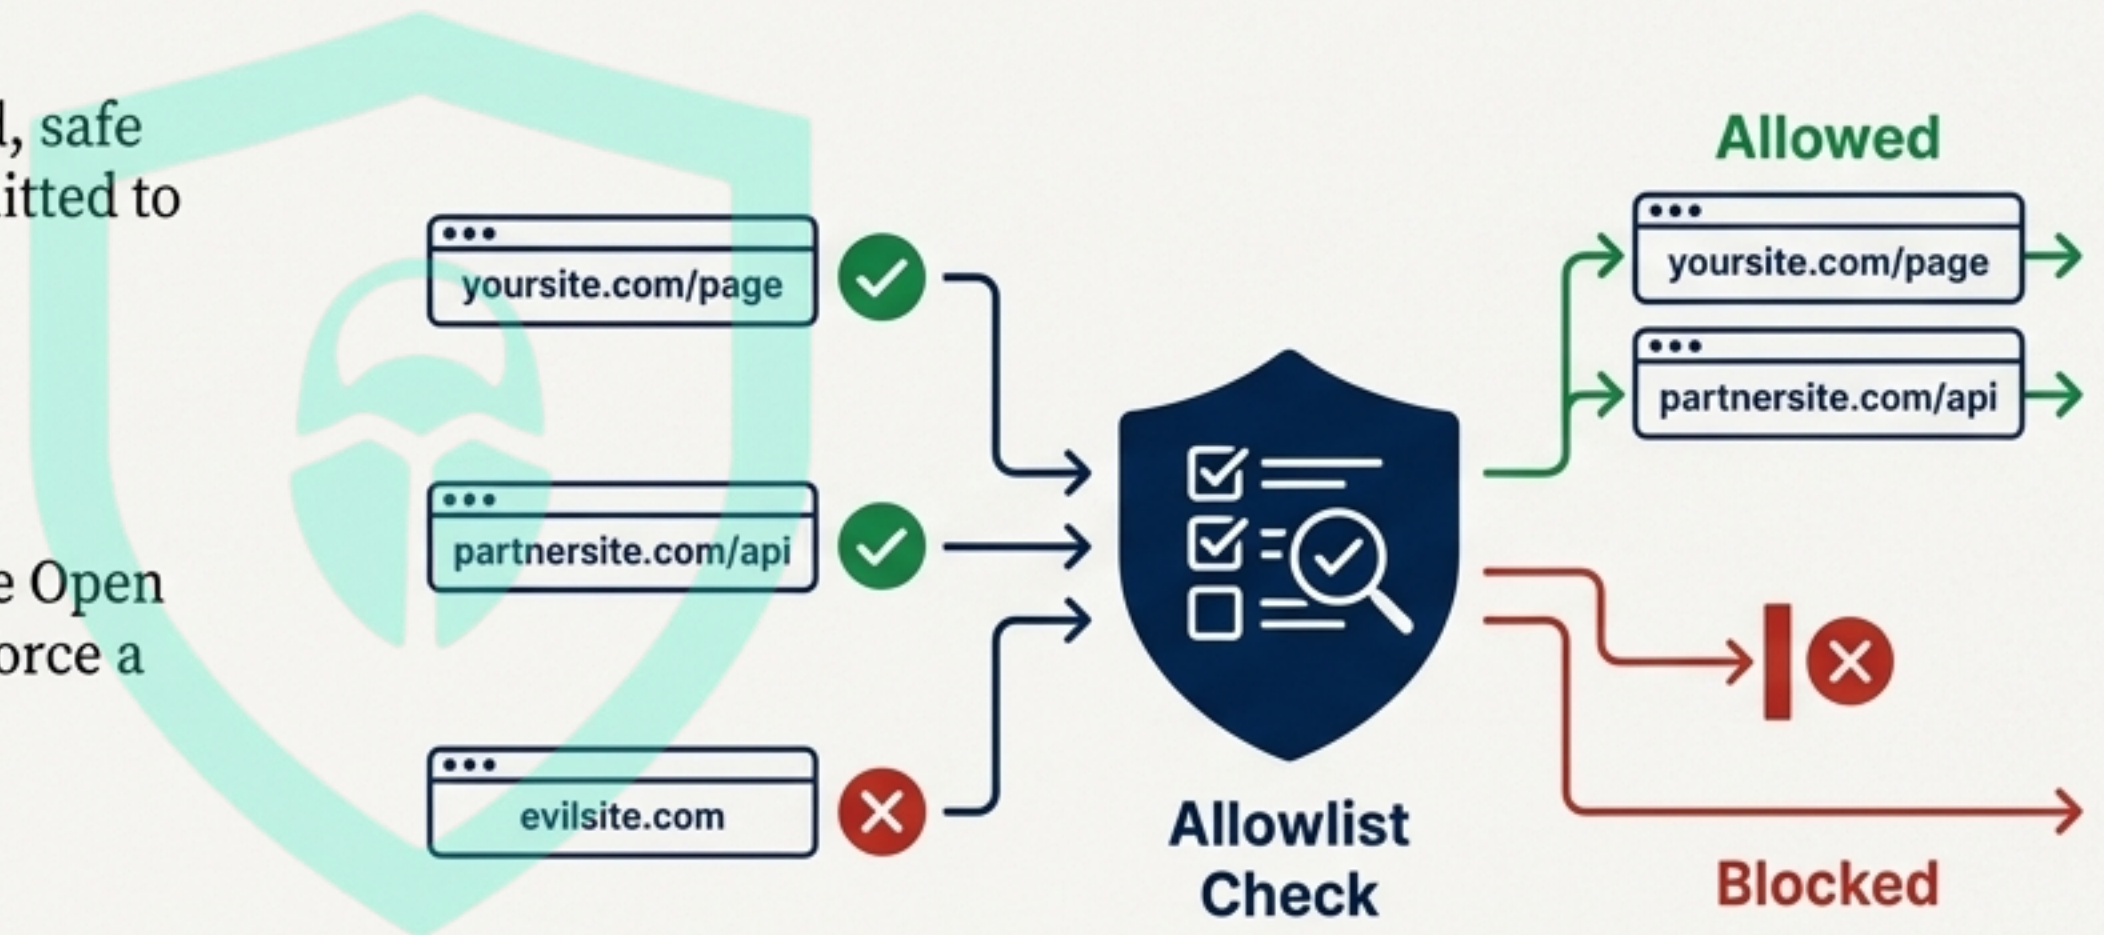 , safe
itted to
e Open
orce a
yoursite.com/page
partnersite.com/api
evilsite.com
Allowlist
Check
Allowed
yoursite.com/page
partnersite.com/api
Blocked